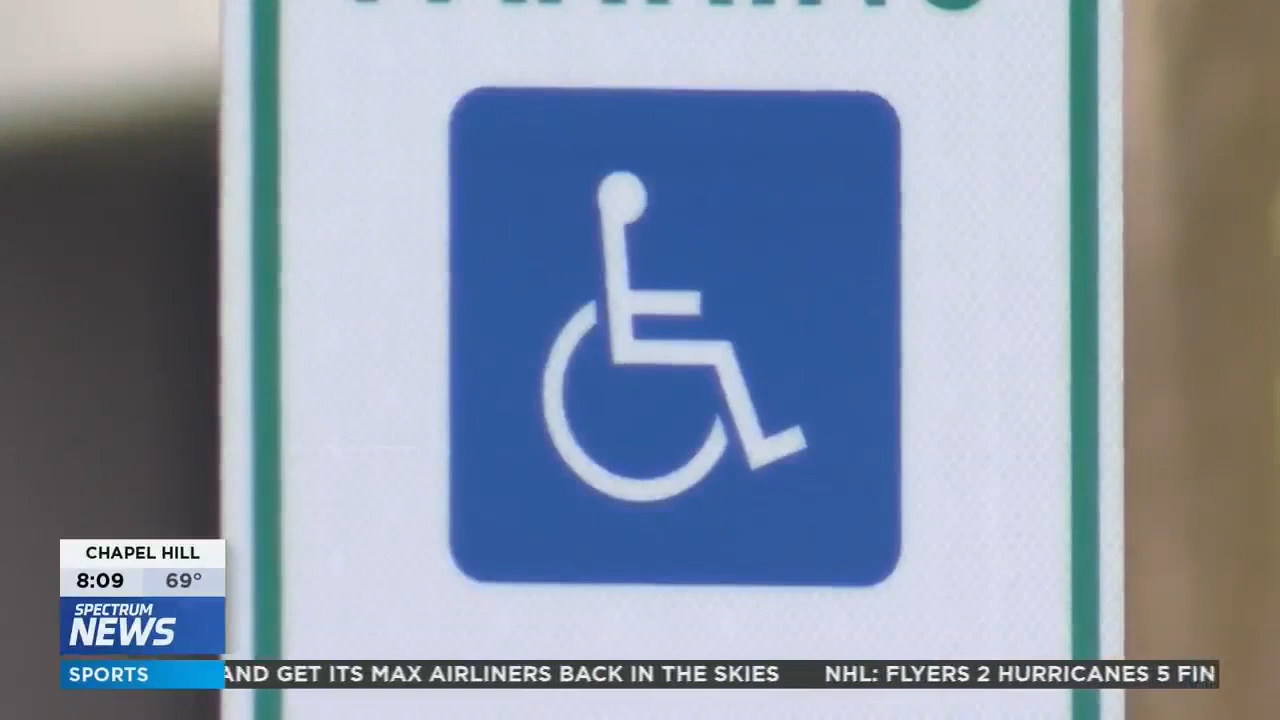 CHAPEL HILL
8:09 69°
SPECTRUM
NEWS
SPORTS AND GET ITS MAX AIRLINERS BACK IN THE SKIES NHL: FLYERS 2 HURRICANES 5 FIN